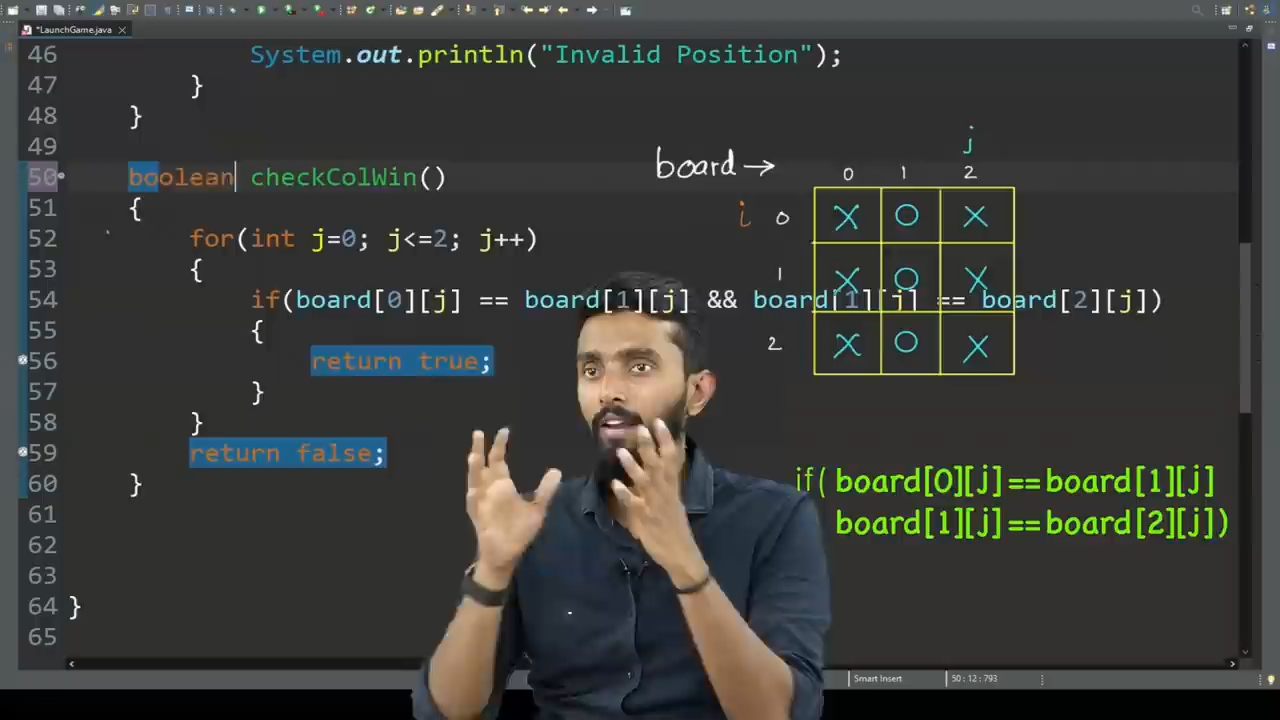 *LaunchGame.java
46 System.out.println("Invalid Position");
47 }
48 }
49
50 boolean checkColWin()
51 {
52 for(int j=0; j<=2; j++)
53 {
54 if(board[0][j] == board[1][j] && board[1][j] == board[2][j])
55 {
56 return true;
57 }
58 }
59 return false;
60 }
61
62
63
64 }
65
board →
j
0 1 2
i 0 X O X
1 X O X
2 X O X
if( board[0][j]==board[1][j]
board[1][j]==board[2][j])
Smart Insert 50 : 12 : 793